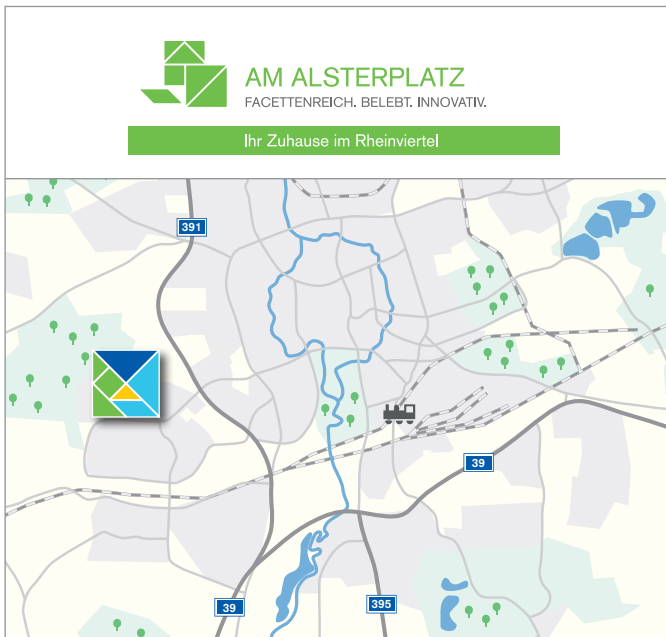 AM ALSTERPLATZ
FACETTENREICH. BELEBT. INNOVATIV.
Ihr Zuhause im Rheinviertel
391
39
39
395